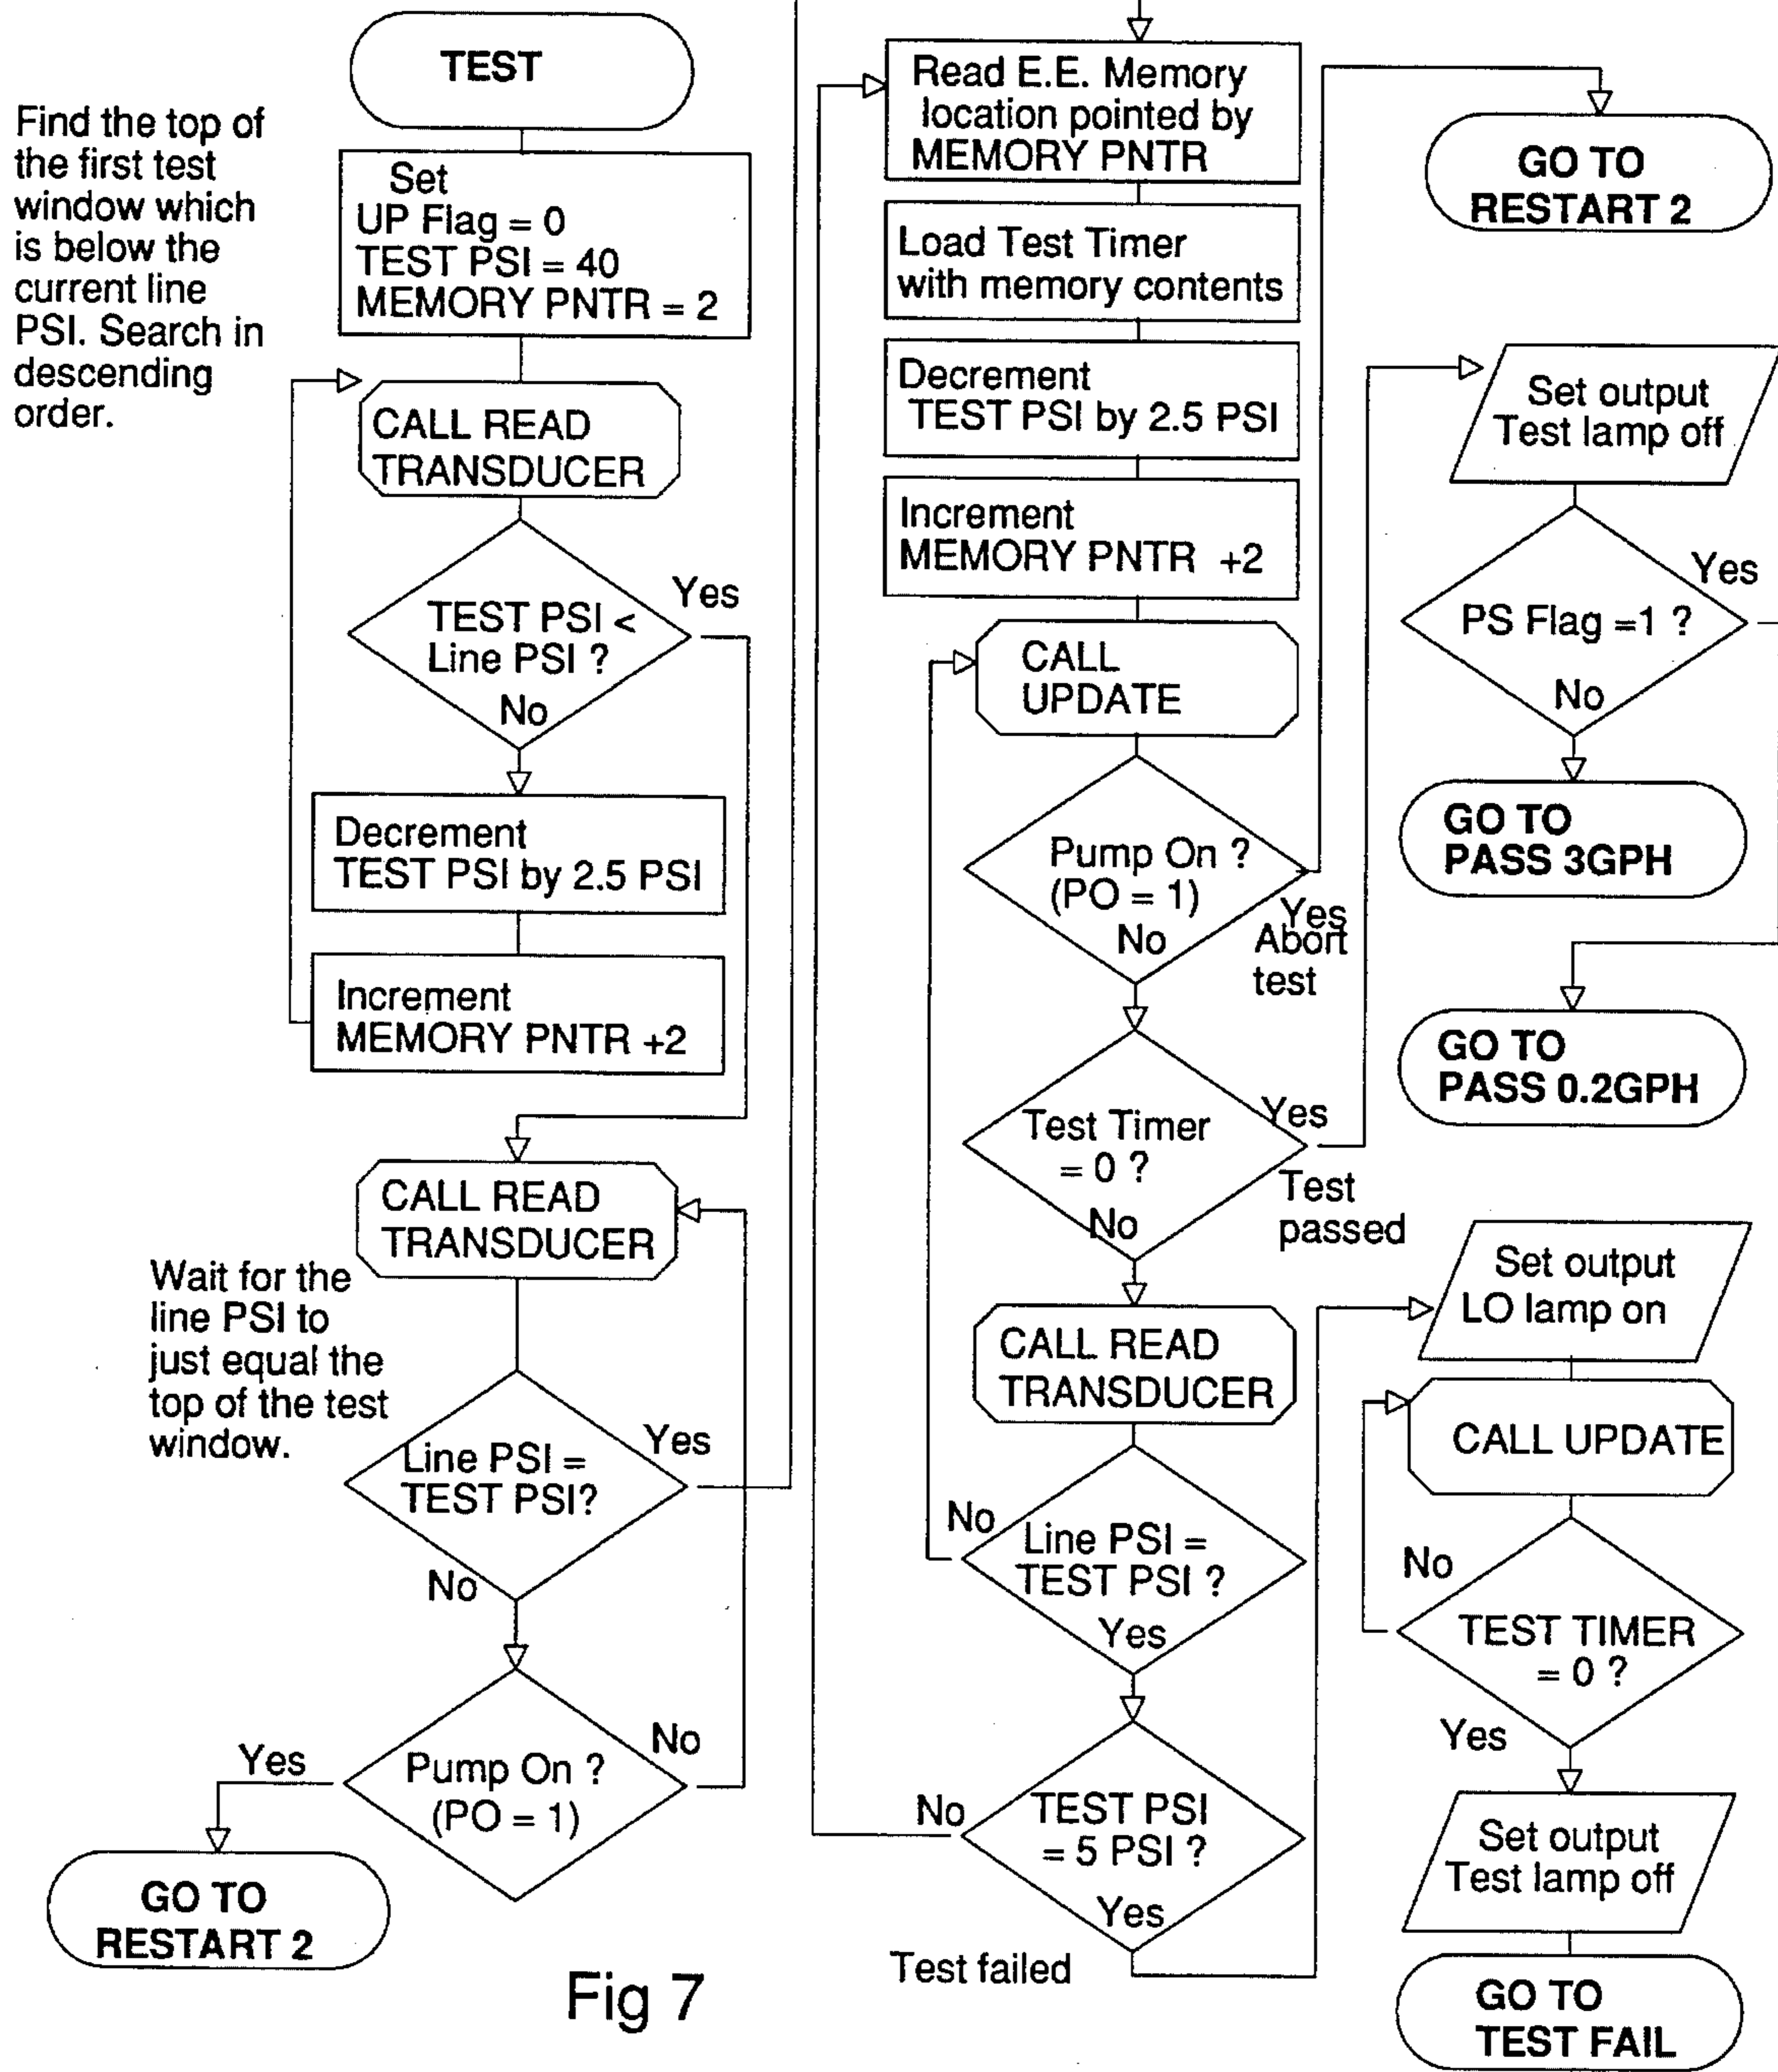 TEST
Find the top of
the first test
window which
is below the
current line
PSI. Search in
descending
order.
Set
UP Flag = 0
TEST PSI = 40
MEMORY PNTR = 2
CALL READ
TRANSDUCER
TEST PSI <
Line PSI ?
Yes
No
Decrement
TEST PSI by 2.5 PSI
Increment
MEMORY PNTR +2
CALL READ
TRANSDUCER
Wait for the
line PSI to
just equal the
top of the test
window.
Line PSI =
TEST PSI?
Yes
No
Pump On ?
(PO = 1)
No
Yes
GO TO
RESTART 2
Read E.E. Memory
location pointed by
MEMORY PNTR
Load Test Timer
with memory contents
Decrement
TEST PSI by 2.5 PSI
Increment
MEMORY PNTR +2
CALL
UPDATE
Pump On ?
(PO = 1)
Yes
Abort
test
No
Test Timer
= 0 ?
Yes
Test
passed
No
CALL READ
TRANSDUCER
Line PSI =
TEST PSI ?
No
Yes
TEST PSI
= 5 PSI ?
No
Yes
Test failed
GO TO
RESTART 2
Set output
Test lamp off
PS Flag =1 ?
Yes
No
GO TO
PASS 3GPH
GO TO
PASS 0.2GPH
Set output
LO lamp on
CALL UPDATE
TEST TIMER
= 0 ?
No
Yes
Set output
Test lamp off
GO TO
TEST FAIL
Fig 7